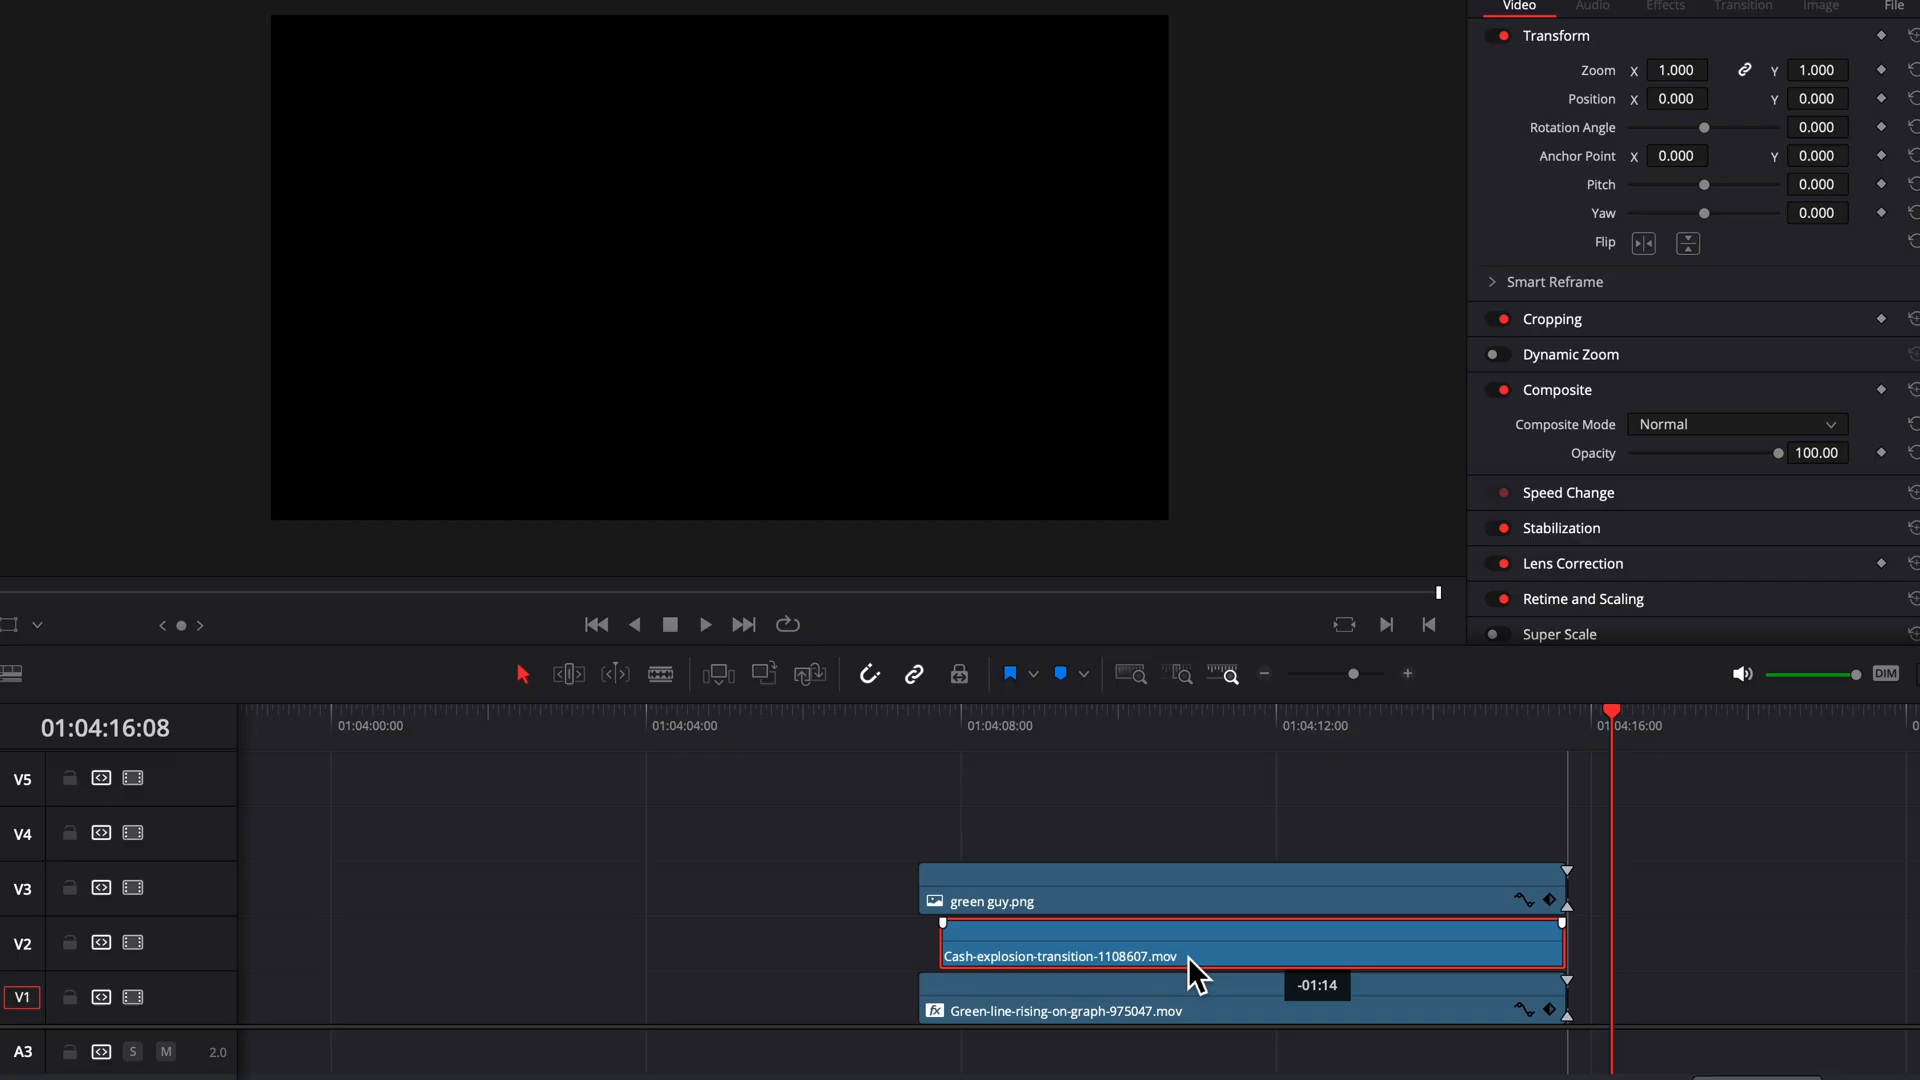 Video Audio Effects Transition Image File
Transform
Zoom X 1.000 Y 1.000
Position X 0.000 Y 0.000
Rotation Angle 0.000
Anchor Point X 0.000 Y 0.000
Pitch 0.000
Yaw 0.000
Flip
Smart Reframe
Cropping
Dynamic Zoom
Composite
Composite Mode Normal
Opacity 100.00
Speed Change
Stabilization
Lens Correction
Retime and Scaling
Super Scale
DIM
01:04:16:08
01:04:00:00 01:04:04:00 01:04:08:00 01:04:12:00 01:04:16:00
V5
V4
V3
green guy.png
V2
Cash-explosion-transition-1108607.mov
-01:14
V1
fx Green-line-rising-on-graph-975047.mov
A3 S M 2.0